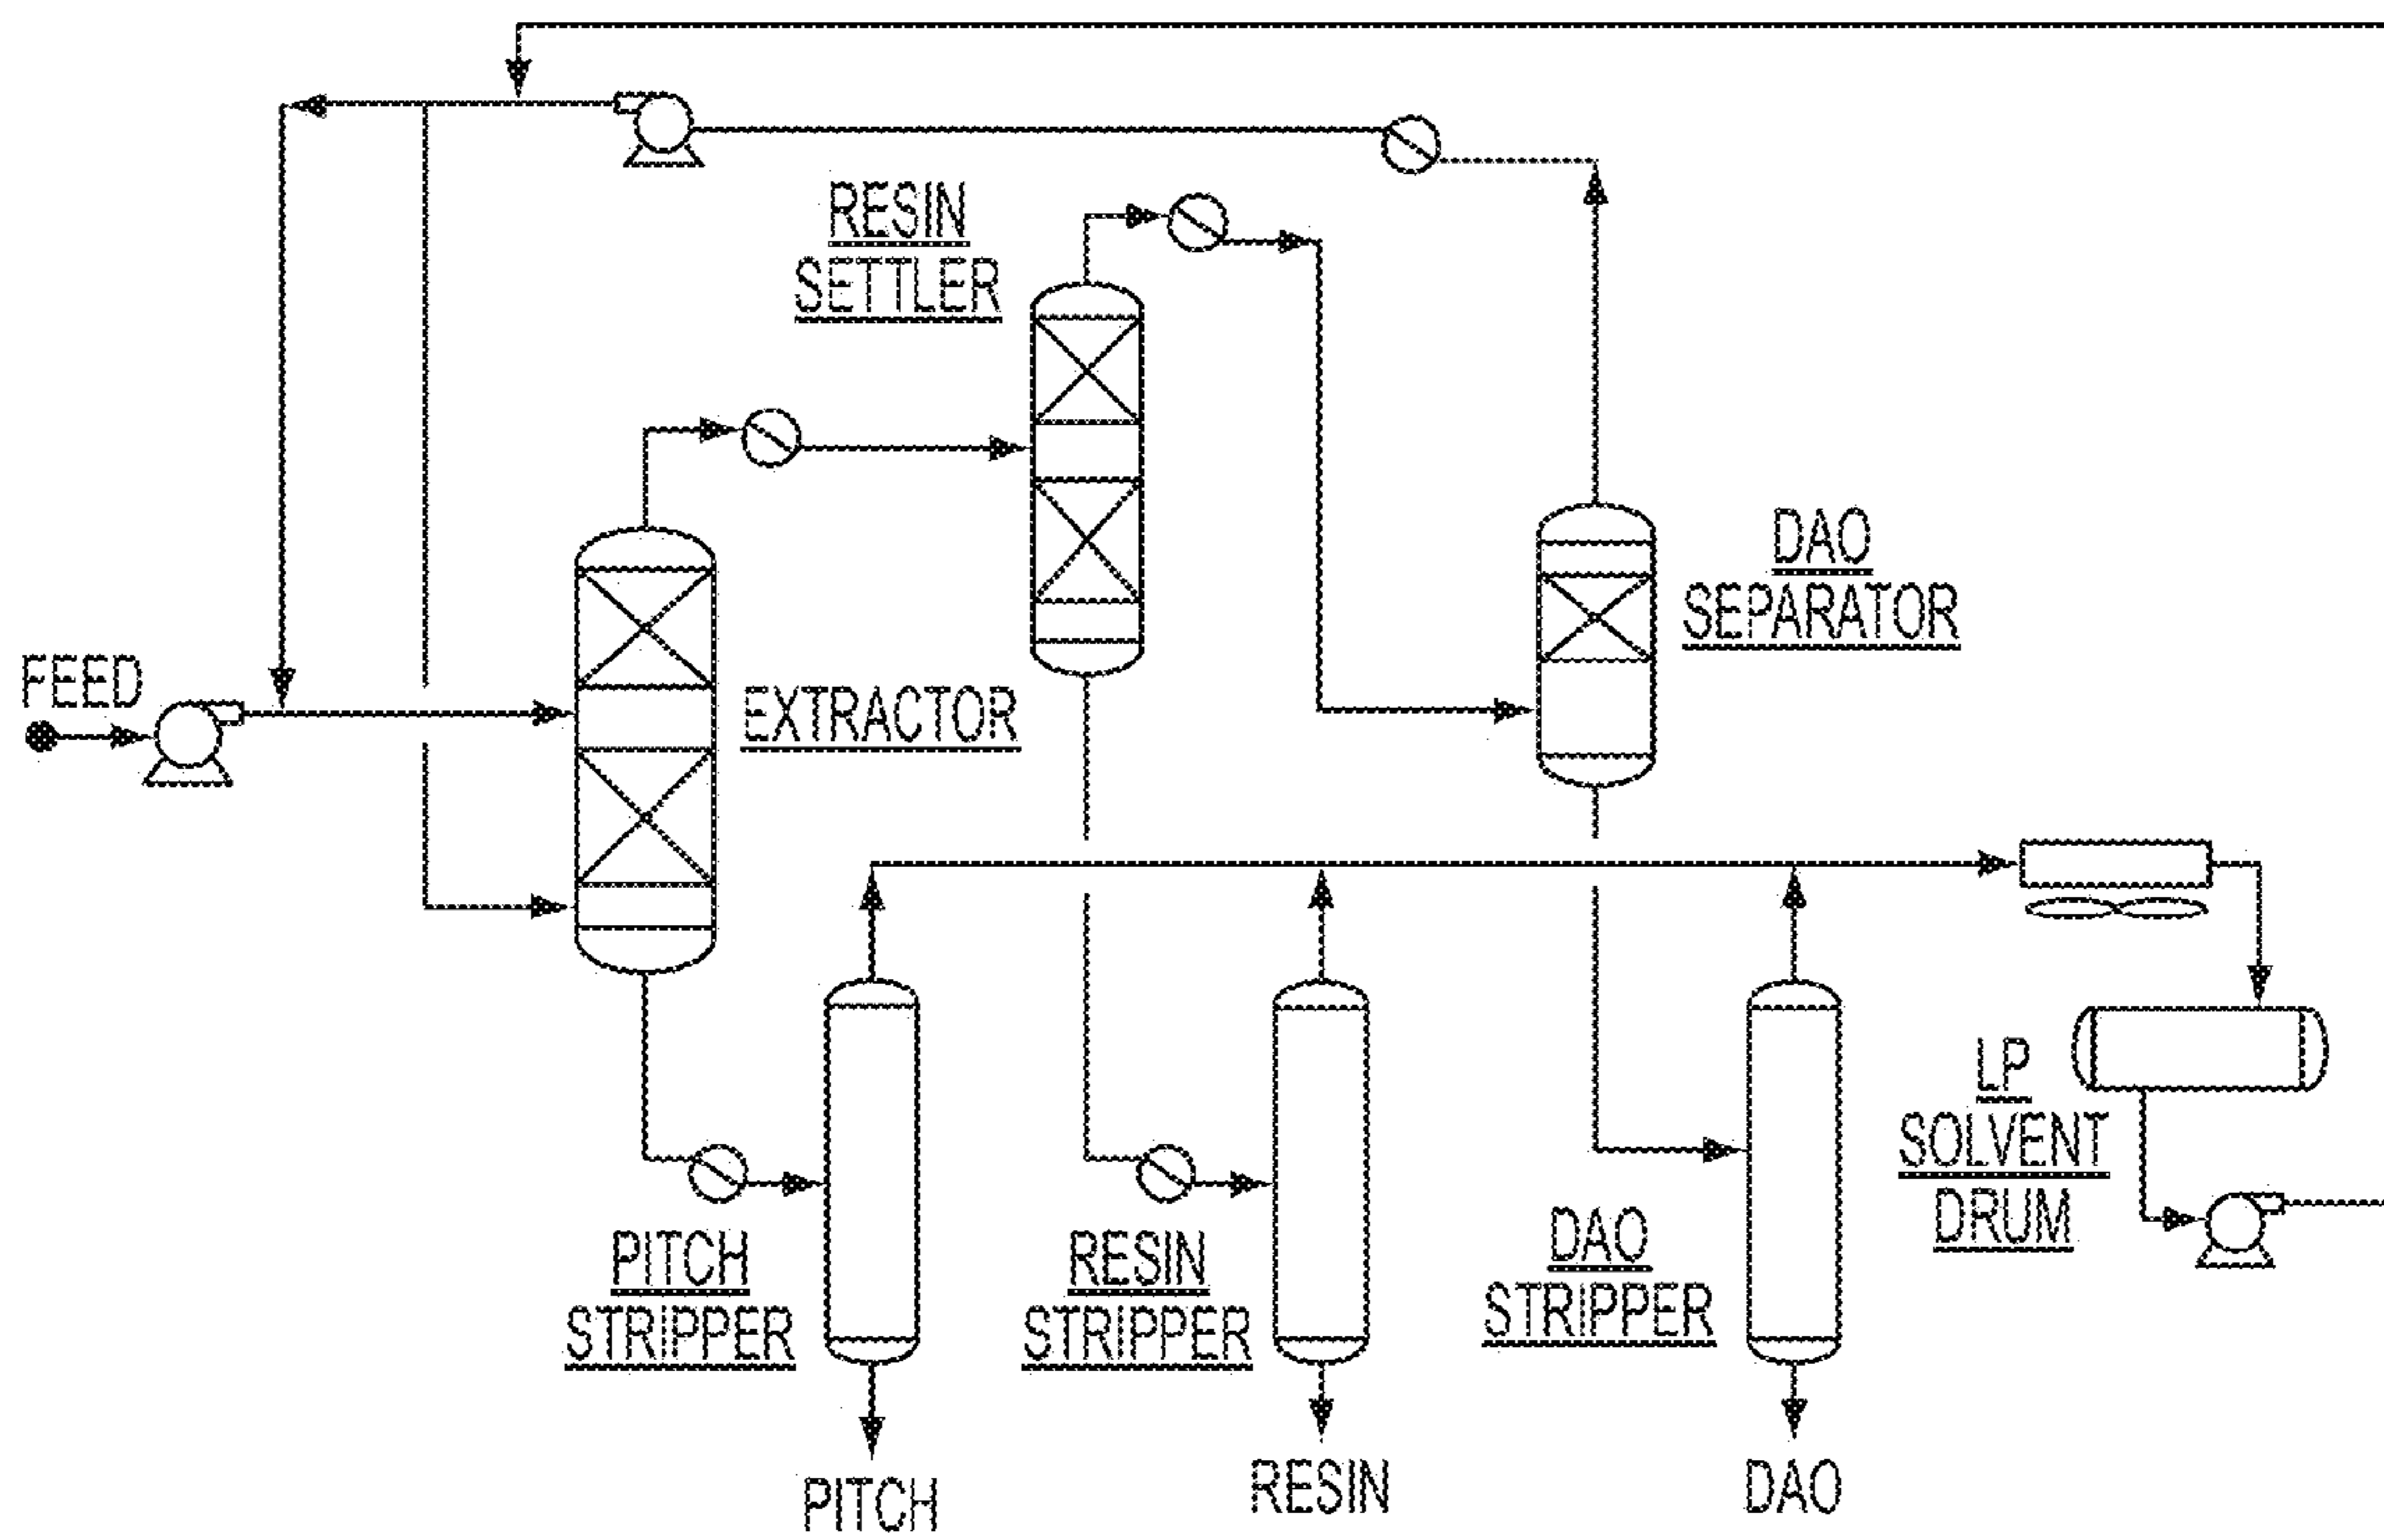 RESIN
SETTLER
DAO
SEPARATOR
FEED
EXTRACTOR
LP
SOLVENT
DRUM
PITCH
STRIPPER
RESIN
STRIPPER
DAO
STRIPPER
PITCH
RESIN
DAO